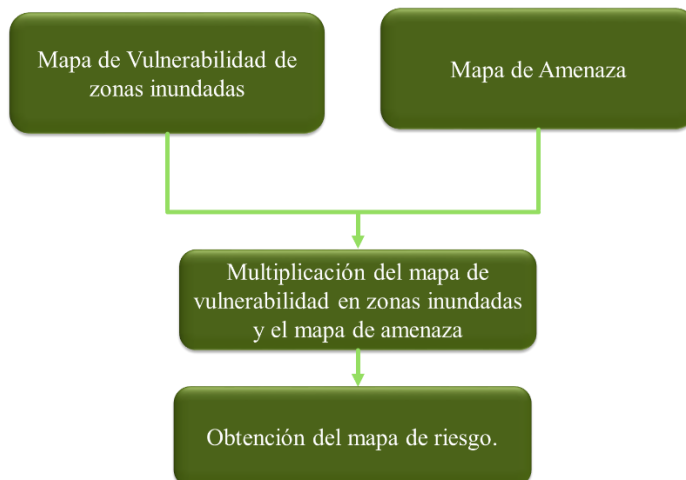 Mapa de Vulnerabilidad de
zonas inundadas
Mapa de Amenaza
Multiplicación del mapa de
vulnerabilidad en zonas inundadas
y el mapa de amenaza
Obtención del mapa de riesgo.